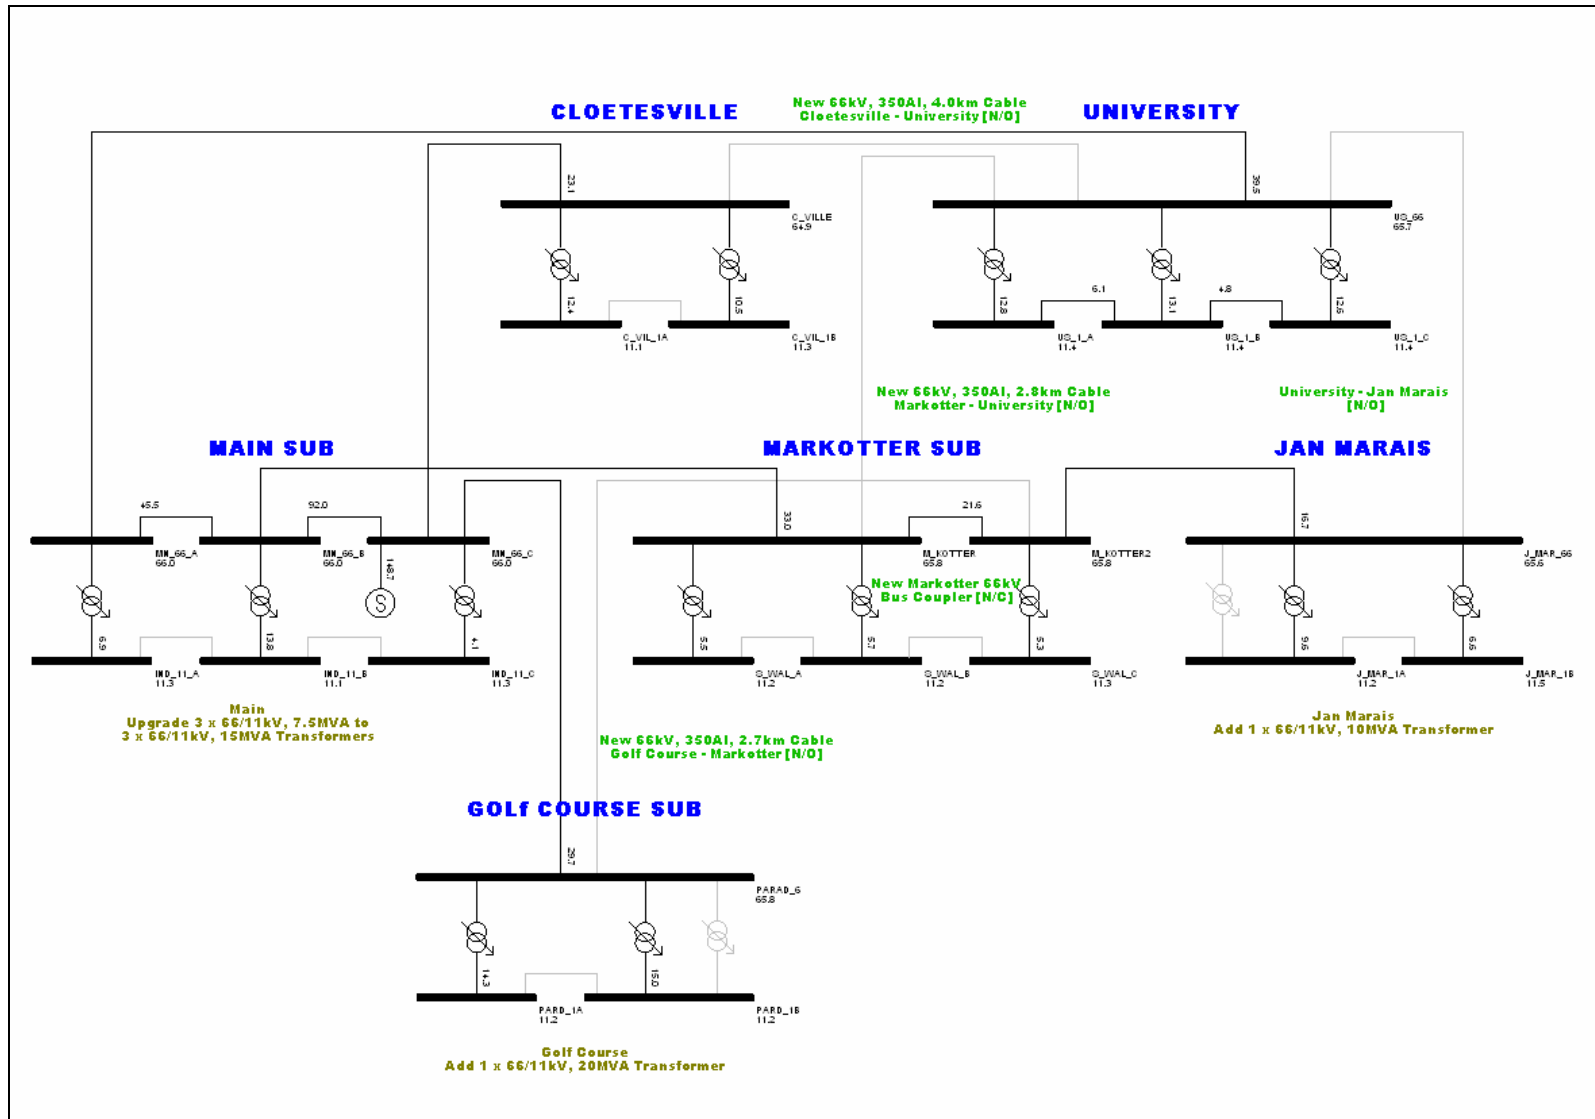 New 66kV, 350Al, 4.0km Cable
Cloetesville - University [N/O]
CLOETESVILLE
UNIVERSITY
23.1
39.5
C_VILLE
64.9
US_66
65.7
12.4
10.5
12.8
6.1
13.1
4.8
12.6
C_VIL_1A
11.1
C_VIL_1B
11.3
US_1_A
11.4
US_1_B
11.4
US_1_C
11.4
New 66kV, 350Al, 2.8km Cable
Markotter - University [N/O]
University - Jan Marais
[N/O]
MAIN SUB
MARKOTTER SUB
JAN MARAIS
45.5
92.0
33.0
21.6
16.7
MN_66_A
66.0
MN_66_B
66.0
MN_66_C
66.0
148.7
S
M_KOTTER
65.8
M_KOTTER2
65.8
J_MAR_66
65.6
New Markotter 66kV
Bus Coupler [N/C]
6.9
13.8
4.1
5.5
5.7
5.3
9.6
6.6
IND_11_A
11.3
IND_11_B
11.1
IND_11_C
11.3
S_WAL_A
11.2
S_WAL_B
11.2
S_WAL_C
11.3
J_MAR_1A
11.2
J_MAR_1B
11.5
Main
Upgrade 3 x 66/11kV, 7.5MVA to
3 x 66/11kV, 15MVA Transformers
Jan Marais
Add 1 x 66/11kV, 10MVA Transformer
New 66kV, 350Al, 2.7km Cable
Golf Course - Markotter [N/O]
GOLf COURSE SUB
29.7
PARAD_6
65.8
14.3
15.0
PARD_1A
11.2
PARD_1B
11.2
Golf Course
Add 1 x 66/11kV, 20MVA Transformer